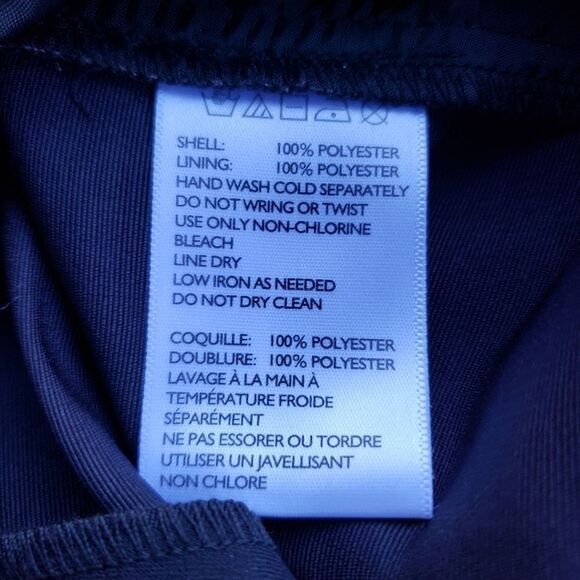 SHELL: 100% POLYESTER
LINING: 100% POLYESTER
HAND WASH COLD SEPARATELY
DO NOT WRING OR TWIST
USE ONLY NON-CHLORINE
BLEACH
LINE DRY
LOW IRON AS NEEDED
DO NOT DRY CLEAN
COQUILLE: 100% POLYESTER
DOUBLURE: 100% POLYESTER
LAVAGE À LA MAIN À
TEMPÉRATURE FROIDE
SÉPARÉMENT
NE PAS ESSORER OU TORDRE
UTILISER UN JAVELLISANT
NON CHLORE